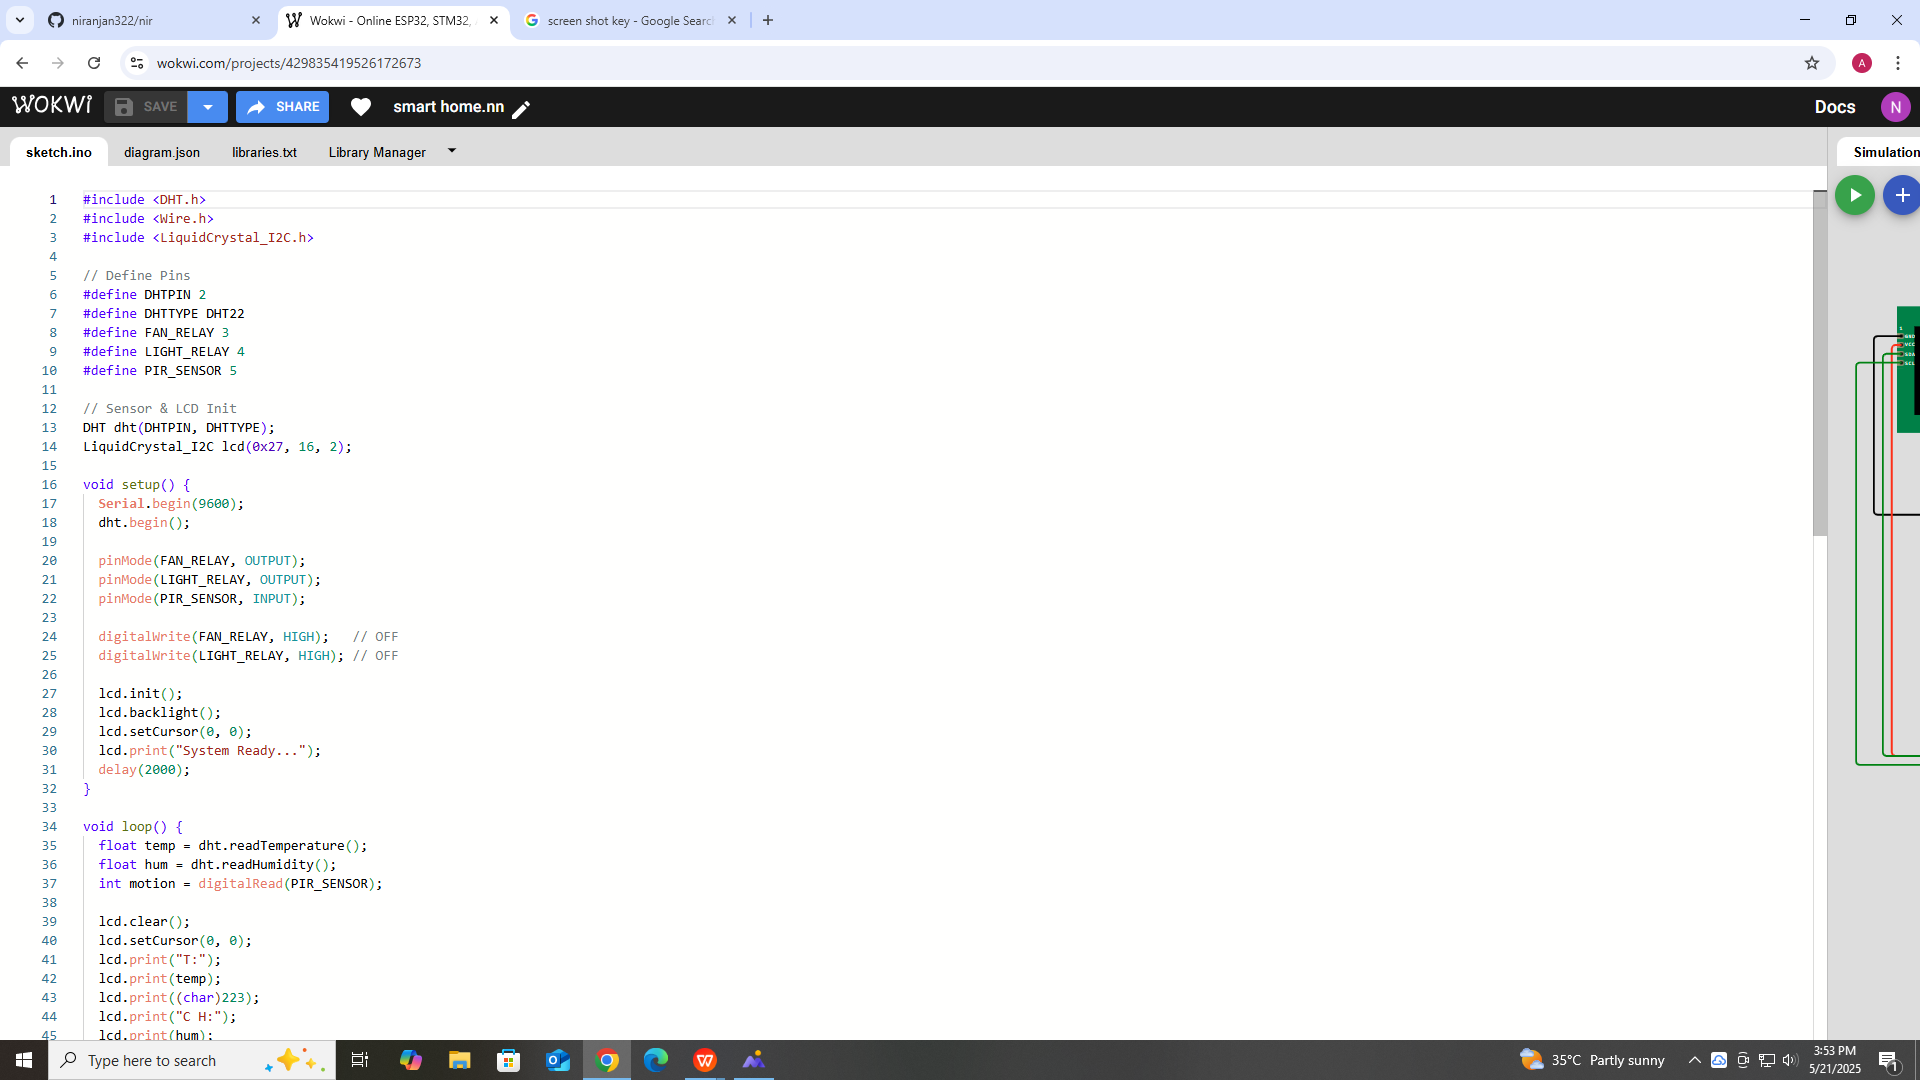 niranjan322/nir
Wokwi - Online ESP32, STM32,
screen shot key - Google Searc
wokwi.com/projects/429835419526172673
A
WOKWI
SAVE
SHARE
smart home.nn
Docs
N
sketch.ino
diagram.json
libraries.txt
Library Manager
Simulation
1 #include <DHT.h>
2 #include <Wire.h>
3 #include <LiquidCrystal_I2C.h>
4
5 // Define Pins
6 #define DHTPIN 2
7 #define DHTTYPE DHT22
8 #define FAN_RELAY 3
9 #define LIGHT_RELAY 4
10 #define PIR_SENSOR 5
11
12 // Sensor & LCD Init
13 DHT dht(DHTPIN, DHTTYPE);
14 LiquidCrystal_I2C lcd(0x27, 16, 2);
15
16 void setup() {
17 Serial.begin(9600);
18 dht.begin();
19
20 pinMode(FAN_RELAY, OUTPUT);
21 pinMode(LIGHT_RELAY, OUTPUT);
22 pinMode(PIR_SENSOR, INPUT);
23
24 digitalWrite(FAN_RELAY, HIGH); // OFF
25 digitalWrite(LIGHT_RELAY, HIGH); // OFF
26
27 lcd.init();
28 lcd.backlight();
29 lcd.setCursor(0, 0);
30 lcd.print("System Ready...");
31 delay(2000);
32 }
33
34 void loop() {
35 float temp = dht.readTemperature();
36 float hum = dht.readHumidity();
37 int motion = digitalRead(PIR_SENSOR);
38
39 lcd.clear();
40 lcd.setCursor(0, 0);
41 lcd.print("T:");
42 lcd.print(temp);
43 lcd.print((char)223);
44 lcd.print("C H:");
45 lcd.print(hum);
1
GND
VCC
SDA
SCL
Type here to search
35°C Partly sunny
3:53 PM
5/21/2025
1